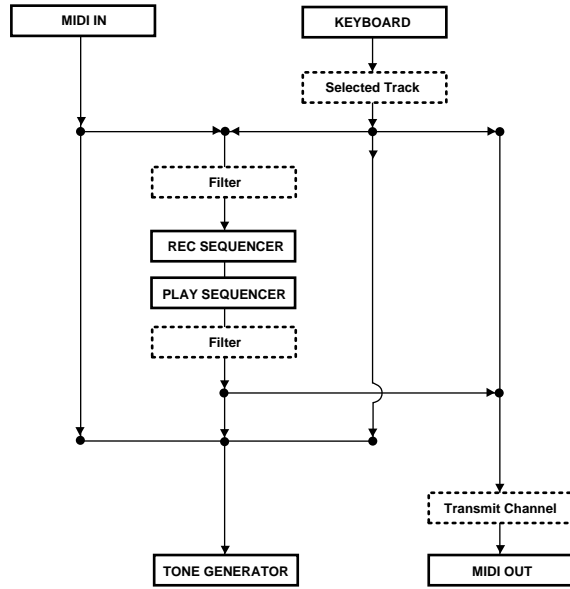 MIDI IN
KEYBOARD
Selected Track
Filter
REC SEQUENCER
PLAY SEQUENCER
Filter
Transmit Channel
TONE GENERATOR
MIDI OUT